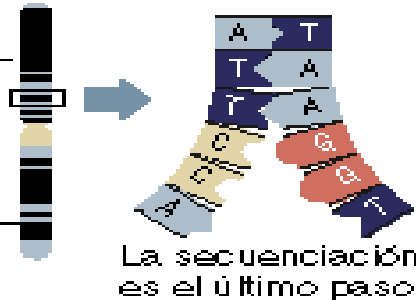 A T
T A
T A
C G
C G
A T
La secuenciación
es el último paso